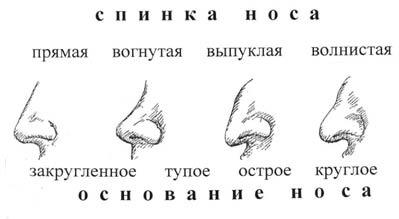 спинка носа
прямая вогнутая выпуклая волнистая
закругленное тупое острое круглое
основание носа